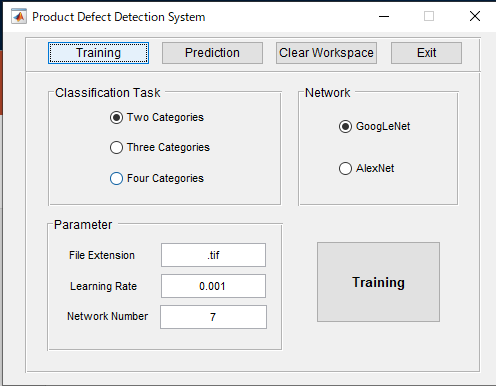 Product Defect Detection System
Training Prediction Clear Workspace Exit
Classification Task
Two Categories
Three Categories
Four Categories
Network
GoogLeNet
AlexNet
Parameter
File Extension .tif
Learning Rate 0.001
Network Number 7
Training